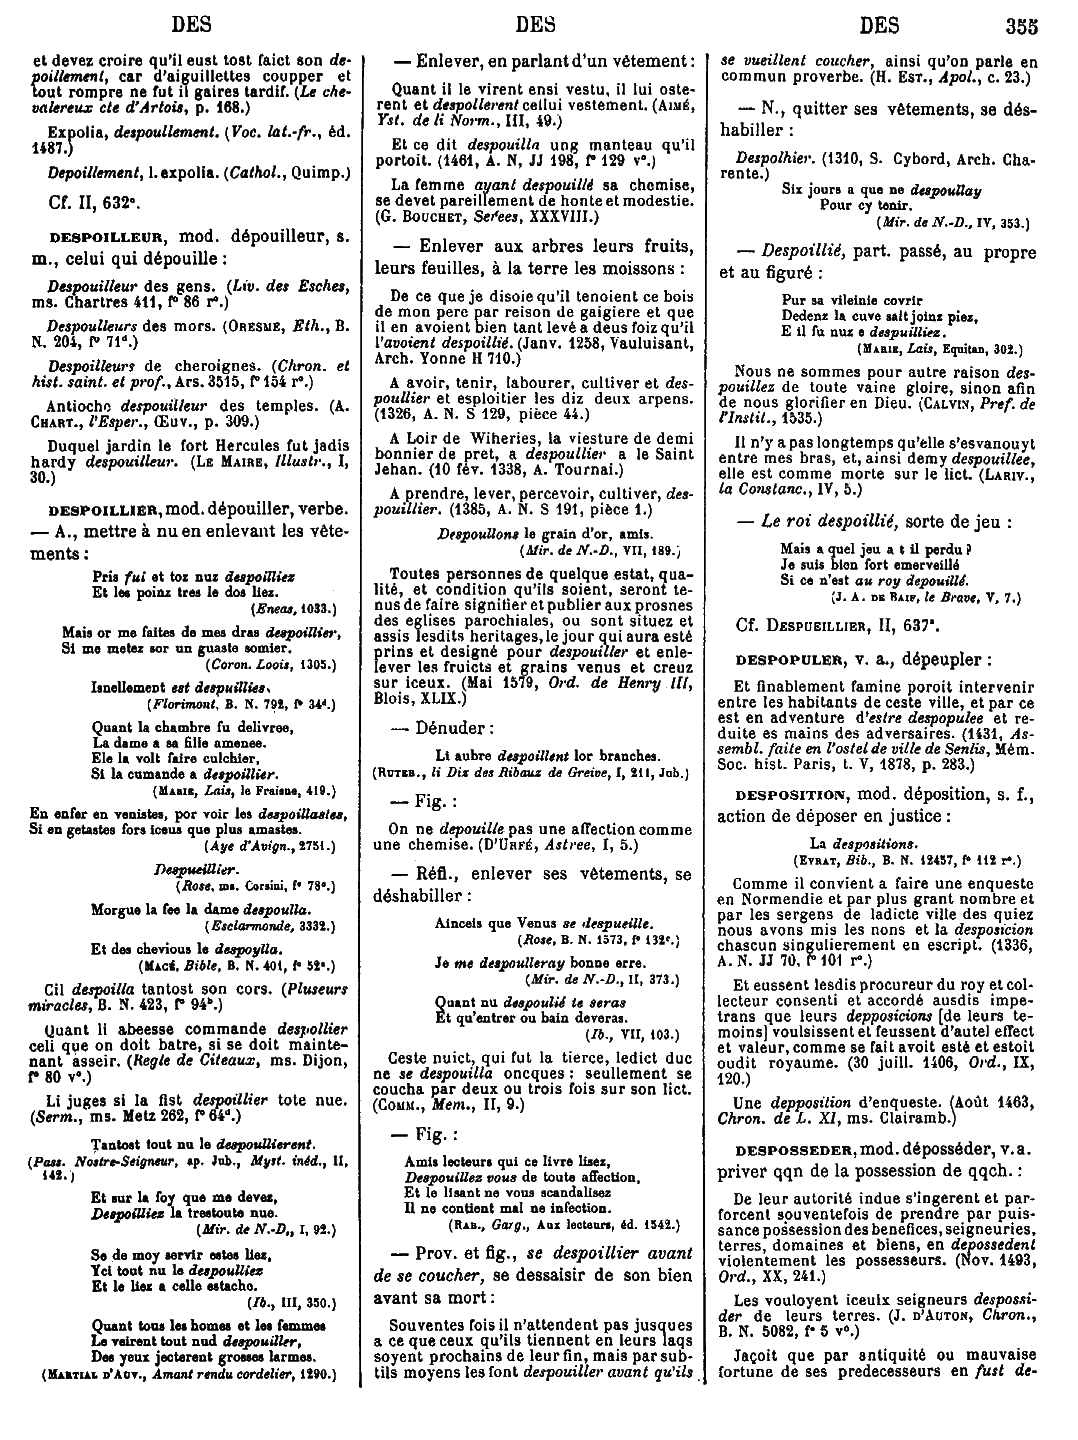 DES
DES
DES 355
et devez croire qu'il eust tost faict son de-
poillement, car d'aiguillettes coupper et
tout rompre ne fut il gaires tardif. (Le che-
valereux cte d'Artois, p. 168.)
Expolia, despoullement. (Voc. lat.-fr., éd.
1487.)
Depoillement, l. expolia. (Cathol., Quimp.)
Cf. II, 632ᵃ.
DESPOILLEUR, mod. dépouilleur, s.
m., celui qui dépouille :
Despouilleur des gens. (Liv. des Esches,
ms. Chartres 411, fº 86 rº.)
Despoulleurs des mors. (ORESME, Eth., B.
N. 204, fº 71ᵈ.)
Despoilleurs de cheroignes. (Chron. et
hist. saint. et prof., Ars. 3515, fº 154 rº.)
Antioche despouilleur des temples. (A.
CHART., l'Esper., Œuv., p. 309.)
Duquel jardin le fort Hercules fut jadis
hardy despouilleur. (LE MAIRE, Illustr., I,
30.)
DESPOILLIER, mod. dépouiller, verbe.
— A., mettre à nu en enlevant les vête-
ments :
Pris fui et toz nuz despoilliez
Et les poinz tres le dos liez.
(Eneas, 1033.)
Mais or me faites de mes dras despoillier,
Si me metez sor un guaste somier.
(Coron. Loois, 1305.)
Isnellement est despuillies.
(Florimont, B. N. 792, fº 34ᵈ.)
Quant la chambre fu delivree,
La dame a sa fille amenee.
Ele la volt faire culchier,
Si la cumande a despoillier.
(MARIE, Lais, le Fraisne, 419.)
En enfer en venistes, por voir les despoillastes,
Si en getastes fors iceus que plus amastes.
(Aye d'Avign., 2751.)
Despueillier.
(Rose, ms. Corsini, fº 78ᵃ.)
Morgue la fee la dame despoulla.
(Esclarmonde, 3332.)
Et des chevious le despoylla.
(MACÉ, Bible, B. N. 401, fº 52ᵃ.)
Cil despoilla tantost son cors. (Pluseurs
miracles, B. N. 423, fº 94ᵇ.)
Quant li abeesse commande despollier
celi que on doit batre, si se doit mainte-
nant asseir. (Regle de Citeaux, ms. Dijon,
fº 80 vº.)
Li juges si la fist despoillier tote nue.
(Serm., ms. Metz 262, fº 64ᵈ.)
Tantost tout nu le despoullierent.
(Pass. Nostre-Seigneur, ap. Jub., Myst. inéd., II,
142.)
Et sur la foy que me devez,
Despoilliez la trestoute nue.
(Mir. de N.-D., I, 92.)
Se de moy servir estes liez,
Yci tout nu le despoulliez
Et le liez a celle estache.
(Ib., III, 350.)
Quant tous les homes et les femmes
Le veirent tout nud despouiller,
Des yeux jecterent grosses larmes.
(MARTIAL D'AUV., Amant rendu cordelier, 1290.)
— Enlever, en parlant d'un vêtement :
Quant il le virent ensi vestu, il lui oste-
rent et despollerent cellui vestement. (AIMÉ,
Yst. de li Norm., III, 49.)
Et ce dit despouilla ung manteau qu'il
portoit. (1461, A. N. JJ 198, fº 129 vº.)
La femme ayant despouillé sa chemise,
se devet pareillement de honte et modestie.
(G. BOUCHET, Serees, XXXVIII.)
— Enlever aux arbres leurs fruits,
leurs feuilles, à la terre les moissons :
De ce que je disoie qu'il tenoient ce bois
de mon pere par reison de gaigiere et que
il en avoient bien tant levé a deus foiz qu'il
l'avoient despoillié. (Janv. 1258, Vauluisant,
Arch. Yonne H 710.)
A avoir, tenir, labourer, cultiver et des-
poullier et esploitier les diz deux arpens.
(1326, A. N. S 129, pièce 44.)
A Loir de Wiheries, la viesture de demi
bonnier de pret, a despoullier a le Saint
Jehan. (10 fév. 1338, A. Tournai.)
A prendre, lever, percevoir, cultiver, des-
pouillier. (1385, A. N. S 191, pièce 1.)
Despoullons le grain d'or, amis.
(Mir. de N.-D., VII, 189.)
Toutes personnes de quelque estat, qua-
lité, et condition qu'ils soient, seront te-
nus de faire signifier et publier aux prosnes
des eglises parochiales, ou sont situez et
assis lesdits heritages, le jour qui aura esté
prins et designé pour despouiller et enle-
lever les fruicts et grains venus et creuz
sur iceux. (Mai 1579, Ord. de Henry III,
Blois, XLIX.)
— Dénuder :
Li aubre despoillent lor branches.
(RUTEB., li Diz des Ribauz de Greive, I, 211, Jub.)
— Fig. :
On ne depouille pas une affection comme
une chemise. (D'URFÉ, Astree, I, 5.)
— Réfl., enlever ses vêtements, se
déshabiller :
Ainceis que Venus se despueille.
(Rose, B. N. 1573, fº 132ᶜ.)
Je me despoulleray bonne erre.
(Mir. de N.-D., II, 373.)
Quant nu despoulié te seras
Et qu'entrer ou bain deveras.
(Ib., VII, 103.)
Ceste nuict, qui fut la tierce, ledict duc
ne se despouilla oncques : seullement se
coucha par deux ou trois fois sur son lict.
(COMM., Mem., II, 9.)
— Fig. :
Amis lecteurs qui ce livre lisez,
Despouillez vous de toute affection,
Et le lisant ne vous scandalisez
Il ne contient mal ne infection.
(RAB., Garg., Aux lecteurs, éd. 1542.)
— Prov. et fig., se despoillier avant
de se coucher, se dessaisir de son bien
avant sa mort :
Souventes fois il n'attendent pas jusques
a ce que ceux qu'ils tiennent en leurs laqs
soyent prochains de leur fin, mais par sub-
tils moyens les font despouiller avant qu'ils
se vueillent coucher, ainsi qu'on parle en
commun proverbe. (H. EST., Apol., c. 23.)
— N., quitter ses vêtements, se dés-
habiller :
Despolhier. (1310, S. Cybord, Arch. Cha-
rente.)
Six jours a que ne despoullay
Pour cy tenir.
(Mir. de N.-D., IV, 353.)
— Despoillié, part. passé, au propre
et au figuré :
Pur sa vileinie covrir
Dedenz la cuve salt joinz piez,
E il fu nuz e despuilliez.
(MARIE, Lais, Equitan, 302.)
Nous ne sommes pour autre raison des-
pouillez de toute vaine gloire, sinon afin
de nous glorifier en Dieu. (CALVIN, Pref. de
l'Instit., 1535.)
Il n'y a pas longtemps qu'elle s'esvanouyt
entre mes bras, et, ainsi demy despouillee,
elle est comme morte sur le lict. (LARIV.,
la Constanc., IV, 5.)
— Le roi despoillié, sorte de jeu :
Mais a quel jeu a t il perdu ?
Je suis bien fort emerveillé
Si ce n'est au roy depouillé.
(J. A. DE BAIF, le Brave, V, 7.)
Cf. DESPUEILLIER, II, 637ᵃ.
DESPOPULER, v. a., dépeupler :
Et finablement famine poroit intervenir
entre les habitants de ceste ville, et par ce
est en adventure d'estre despopulee et re-
duite es mains des adversaires. (1431, As-
sembl. faite en l'ostel de ville de Senlis, Mém.
Soc. hist. Paris, t. V, 1878, p. 283.)
DESPOSITION, mod. déposition, s. f.,
action de déposer en justice :
La despositions.
(EVRAT, Bib., B. N. 12457, fº 112 rº.)
Comme il convient a faire une enqueste
en Normendie et par plus grant nombre et
par les sergens de ladicte ville des quiez
nous avons mis les nons et la desposicion
chascun singulierement en escript. (1336,
A. N. JJ 70, fº 101 rº.)
Et eussent lesdis procureur du roy et col-
lecteur consenti et accordé ausdis impe-
trans que leurs depposicions [de leurs te-
moins] voulsissent et feussent d'autel effect
et valeur, comme se fait avoit esté et estoit
oudit royaume. (30 juill. 1406, Ord., IX,
120.)
Une depposition d'enqueste. (Août 1463,
Chron. de L. XI, ms. Clairamb.)
DESPOSSEDER, mod. déposséder, v. a.
priver qqn de la possession de qqch. :
De leur autorité indue s'ingerent et par-
forcent souventefois de prendre par puis-
sance possession des benefices, seigneuries,
terres, domaines et biens, en depossedent
violentement les possesseurs. (Nov. 1493,
Ord., XX, 241.)
Les vouloyent iceulx seigneurs despossi-
der de leurs terres. (J. D'AUTON, Chron.,
B. N. 5082, fº 5 vº.)
Jaçoit que par antiquité ou mauvaise
fortune de ses predecesseurs en fust de-